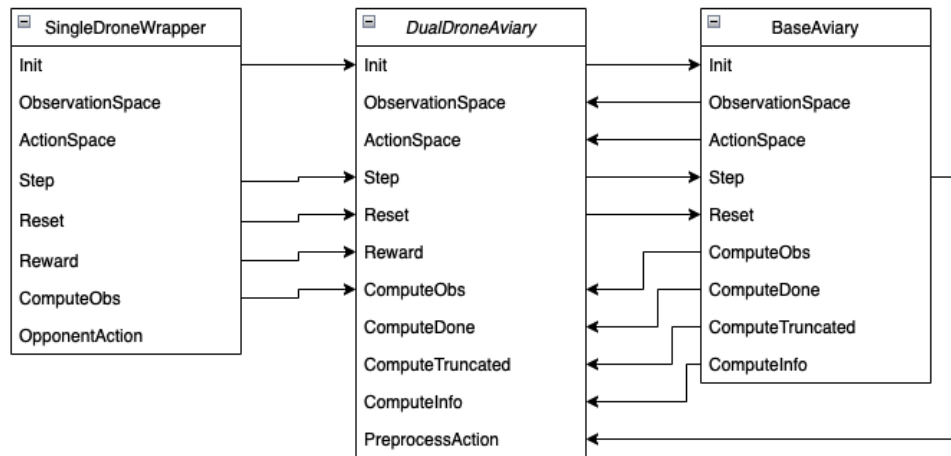 SingleDroneWrapper
Init
ObservationSpace
ActionSpace
Step
Reset
Reward
ComputeObs
OpponentAction
DualDroneAviary
Init
ObservationSpace
ActionSpace
Step
Reset
Reward
ComputeObs
ComputeDone
ComputeTruncated
ComputeInfo
PreprocessAction
BaseAviary
Init
ObservationSpace
ActionSpace
Step
Reset
ComputeObs
ComputeDone
ComputeTruncated
ComputeInfo